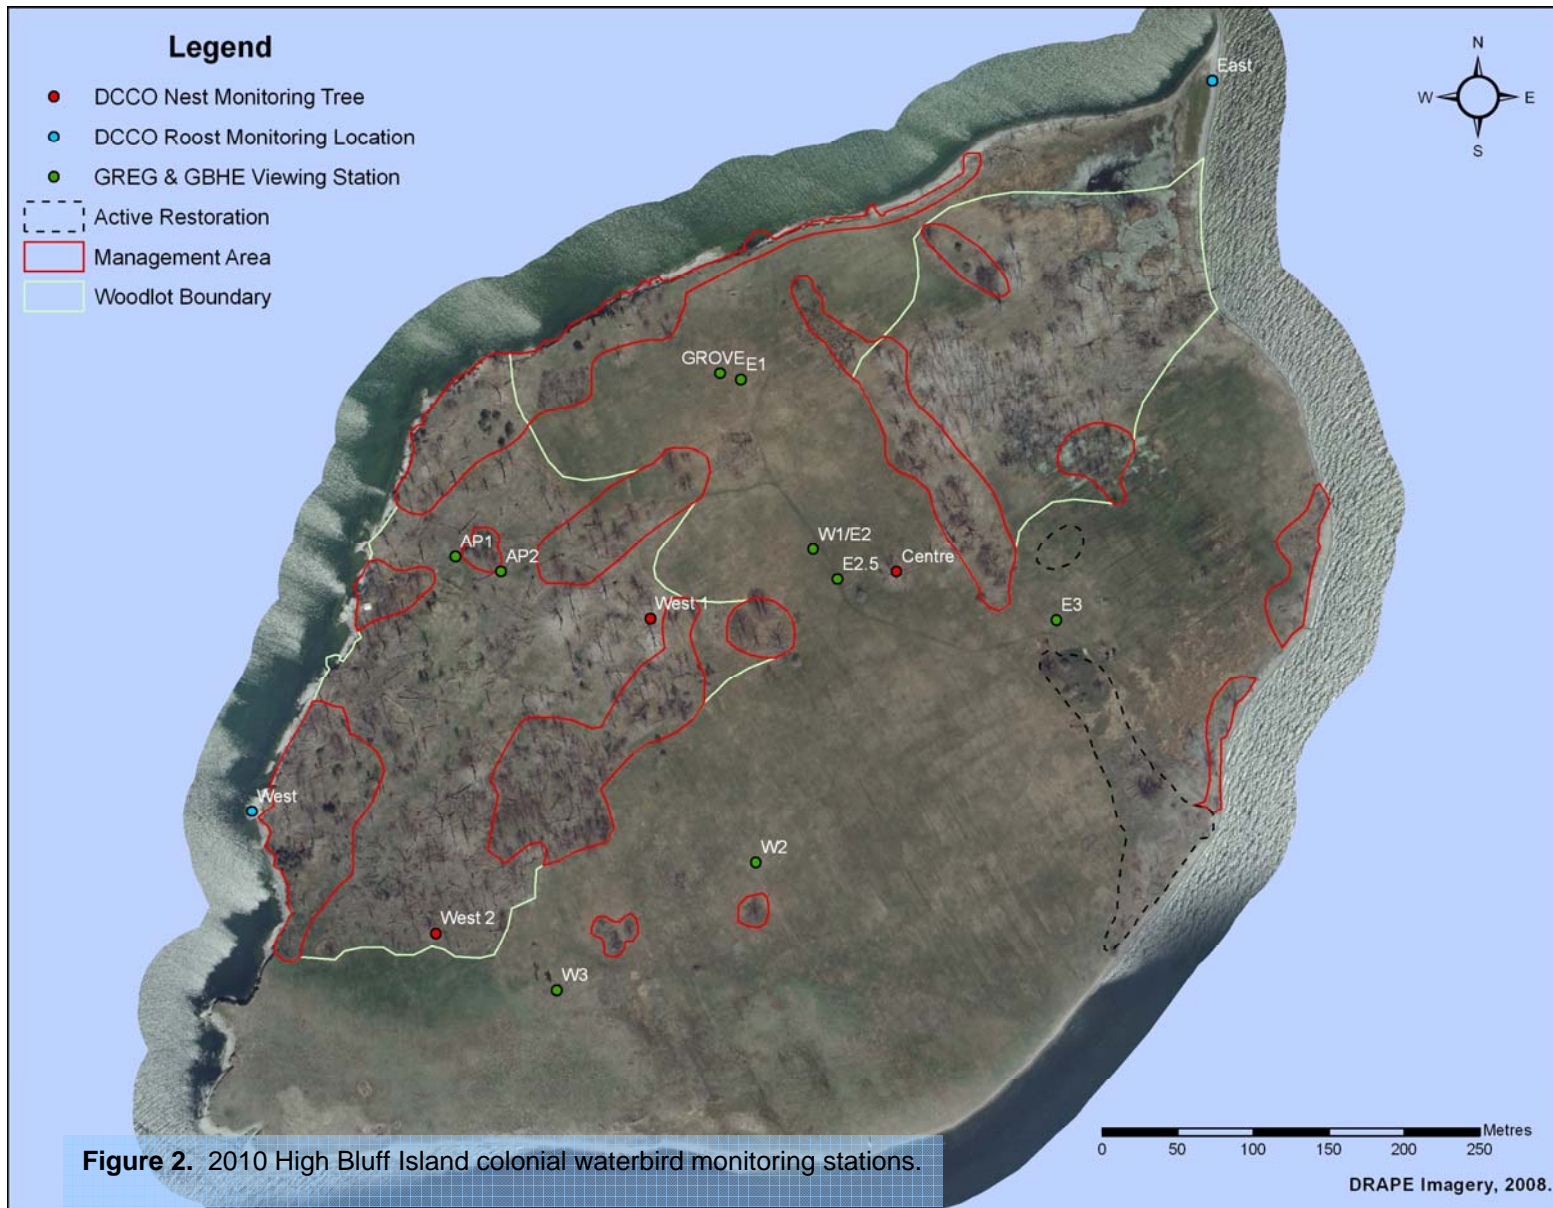 Legend
DCCO Nest Monitoring Tree
DCCO Roost Monitoring Location
GREG & GBHE Viewing Station
Active Restoration
Management Area
Woodlot Boundary
N
W E
S
East
GROVE E1
AP1
AP2
W1/E2
E2.5
Centre
West 1
E3
West
W2
West 2
W3
Metres
0 50 100 150 200 250
Figure 2. 2010 High Bluff Island colonial waterbird monitoring stations.
DRAPE Imagery, 2008.